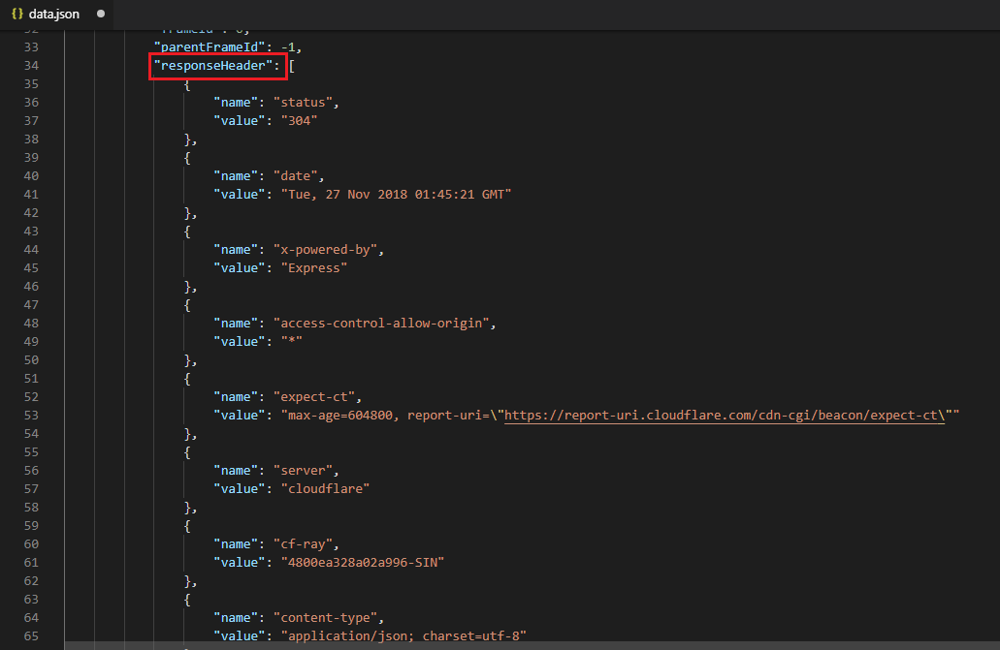 {} data.json ●
33 "parentFrameId": -1,
34 "responseHeader": [
35 {
36 "name": "status",
37 "value": "304"
38 },
39 {
40 "name": "date",
41 "value": "Tue, 27 Nov 2018 01:45:21 GMT"
42 },
43 {
44 "name": "x-powered-by",
45 "value": "Express"
46 },
47 {
48 "name": "access-control-allow-origin",
49 "value": "*"
50 },
51 {
52 "name": "expect-ct",
53 "value": "max-age=604800, report-uri=\"https://report-uri.cloudflare.com/cdn-cgi/beacon/expect-ct\""
54 },
55 {
56 "name": "server",
57 "value": "cloudflare"
58 },
59 {
60 "name": "cf-ray",
61 "value": "4800ea328a02a996-SIN"
62 },
63 {
64 "name": "content-type",
65 "value": "application/json; charset=utf-8"